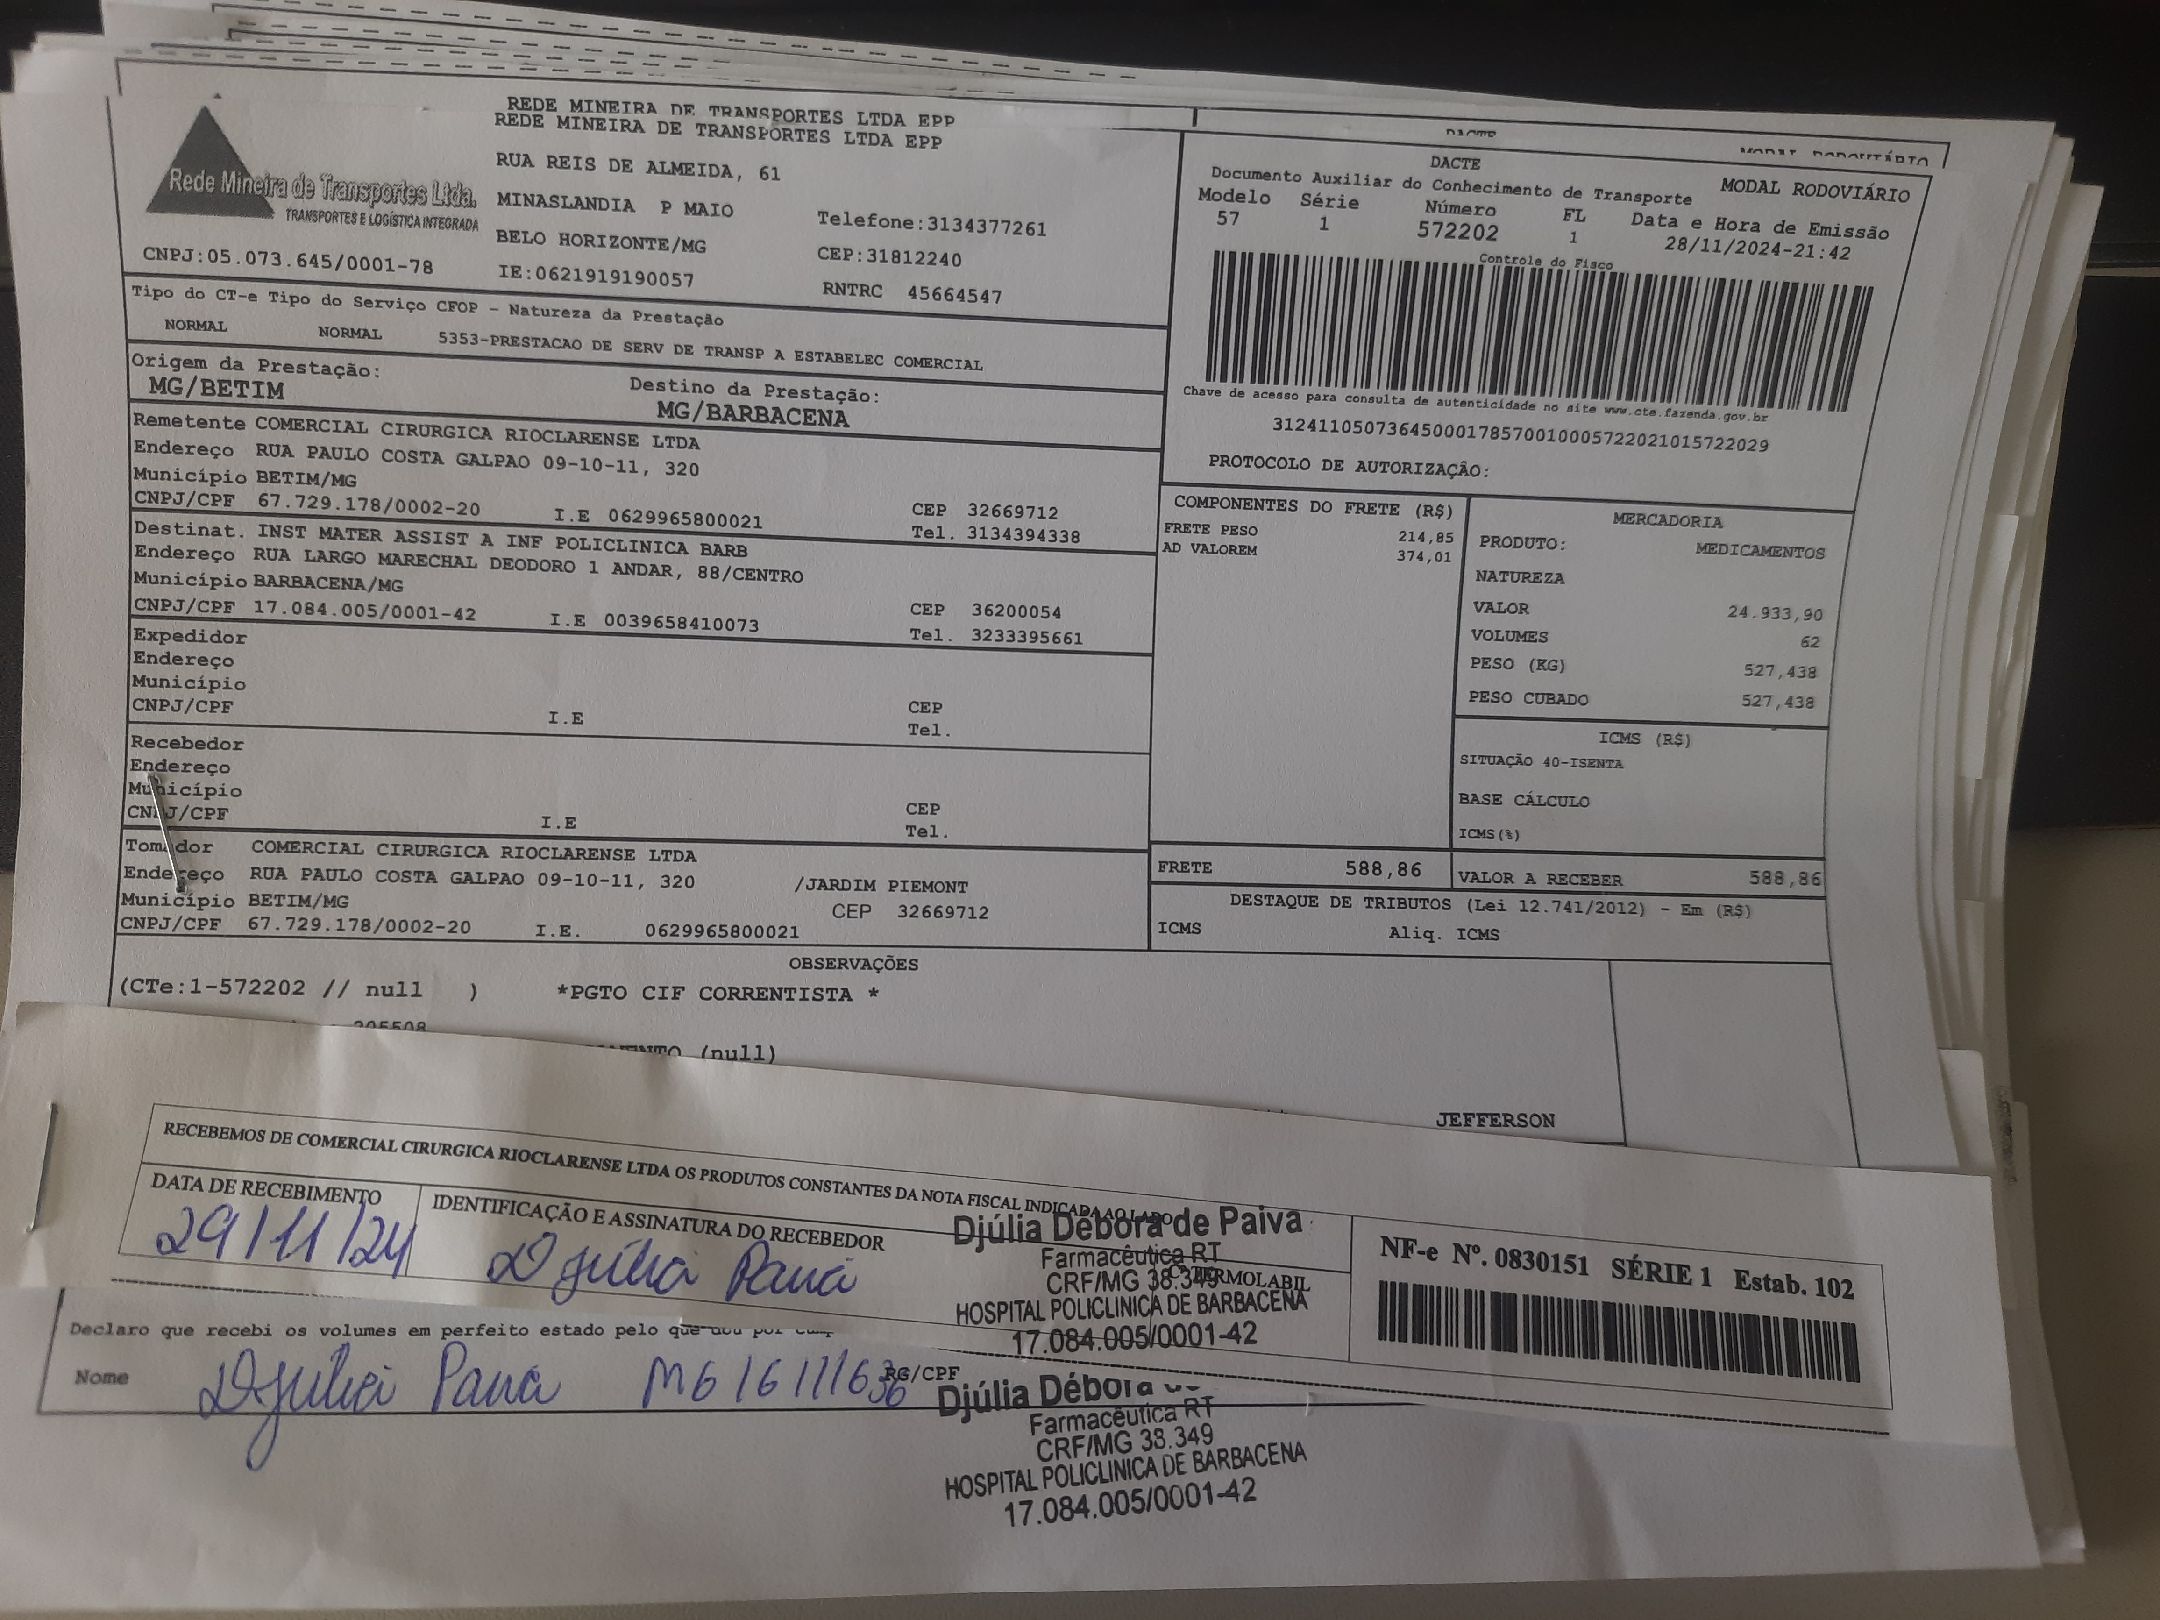 REDE MINEIRA DE TRANSPORTES LTDA EPP
REDE MINEIRA DE TRANSPORTES LTDA EPP
Rede Mineira de Transportes Ltda.
TRANSPORTES E LOGÍSTICA INTEGRADA
RUA REIS DE ALMEIDA, 61
MINASLANDIA P MAIO Telefone:3134377261
BELO HORIZONTE/MG CEP:31812240
CNPJ:05.073.645/0001-78 IE:0621919190057 RNTRC 45664547
DACTE
MODAL RODOVIÁRIO
DACTE MODAL RODOVIÁRIO
Documento Auxiliar do Conhecimento de Transporte
Modelo Série Número FL Data e Hora de Emissão
57 1 572202 1 28/11/2024-21:42
Controle do Fisco
Chave de acesso para consulta de autenticidade no site www.cte.fazenda.gov.br
31241105073645000178570010005722021015722029
PROTOCOLO DE AUTORIZAÇÃO:
Tipo do CT-e Tipo do Serviço CFOP - Natureza da Prestação
NORMAL NORMAL 5353-PRESTACAO DE SERV DE TRANSP A ESTABELEC COMERCIAL
Origem da Prestação: Destino da Prestação:
MG/BETIM MG/BARBACENA
Remetente COMERCIAL CIRURGICA RIOCLARENSE LTDA
Endereço RUA PAULO COSTA GALPAO 09-10-11, 320
Município BETIM/MG CEP 32669712
CNPJ/CPF 67.729.178/0002-20 I.E 0629965800021 Tel. 3134394338
Destinat. INST MATER ASSIST A INF POLICLINICA BARB
Endereço RUA LARGO MARECHAL DEODORO 1 ANDAR, 88/CENTRO
Município BARBACENA/MG CEP 36200054
CNPJ/CPF 17.084.005/0001-42 I.E 0039658410073 Tel. 3233395661
Expedidor
Endereço
Município CEP
CNPJ/CPF I.E Tel.
Recebedor
Endereço
Município CEP
CNPJ/CPF I.E Tel.
Tomador COMERCIAL CIRURGICA RIOCLARENSE LTDA
Endereço RUA PAULO COSTA GALPAO 09-10-11, 320 /JARDIM PIEMONT
Município BETIM/MG CEP 32669712
CNPJ/CPF 67.729.178/0002-20 I.E. 0629965800021
COMPONENTES DO FRETE (R$)
FRETE PESO 214,85
AD VALOREM 374,01
MERCADORIA
PRODUTO: MEDICAMENTOS
NATUREZA
VALOR 24.933,90
VOLUMES 62
PESO (KG) 527,438
PESO CUBADO 527,438
ICMS (R$)
SITUAÇÃO 40-ISENTA
BASE CÁLCULO
ICMS(%)
FRETE 588,86 VALOR A RECEBER 588,86
DESTAQUE DE TRIBUTOS (Lei 12.741/2012) - Em (R$)
ICMS Aliq. ICMS
OBSERVAÇÕES
(CTe:1-572202 // null ) *PGTO CIF CORRENTISTA *
(null)
JEFFERSON
RECEBEMOS DE COMERCIAL CIRURGICA RIOCLARENSE LTDA OS PRODUTOS CONSTANTES DA NOTA FISCAL INDICADA AO LADO
DATA DE RECEBIMENTO IDENTIFICAÇÃO E ASSINATURA DO RECEBEDOR
29/11/24 Djúlia Paiva
Djúlia Débora de Paiva
Farmacêutica RT
CRF/MG 38.349
HOSPITAL POLICLINICA DE BARBACENA
17.084.005/0001-42
NF-e Nº. 0830151 SÉRIE 1 Estab. 102
Declaro que recebi os volumes em perfeito estado pelo que dou por
Nome Djúlia Paiva RG/CPF
Djúlia Débora
Farmacêutica RT
CRF/MG 38.349
HOSPITAL POLICLINICA DE BARBACENA
17.084.005/0001-42